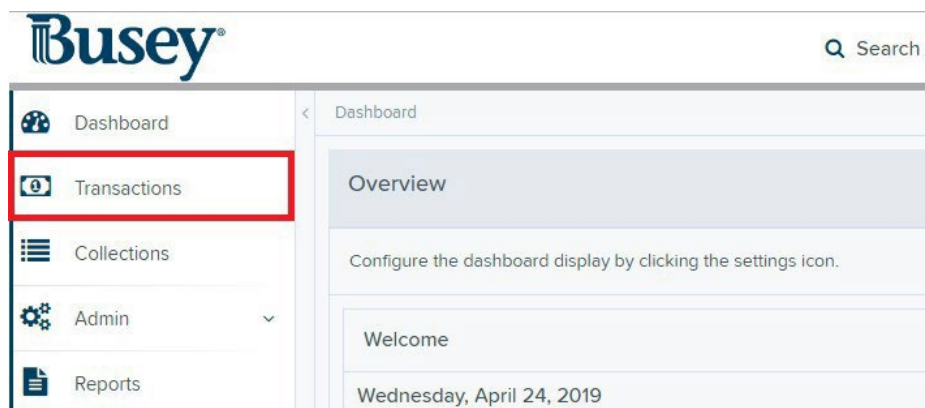 Busey®
Search
Dashboard
Transactions
Collections
Admin
Reports
< Dashboard
Overview
Configure the dashboard display by clicking the settings icon.
Welcome
Wednesday, April 24, 2019